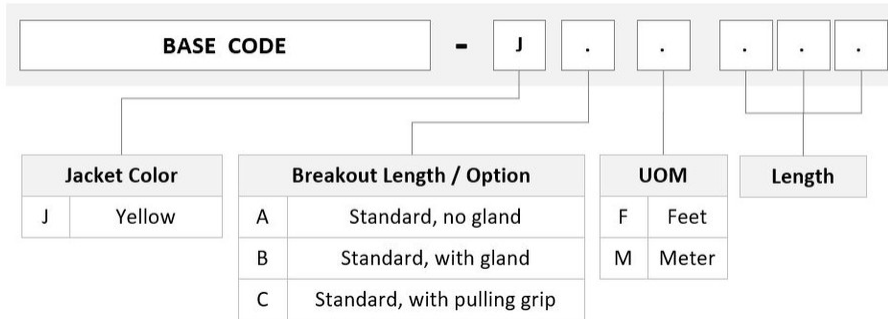 BASE CODE - J . . . . .
Jacket Color
J Yellow
Breakout Length / Option
A Standard, no gland
B Standard, with gland
C Standard, with pulling grip
UOM
F Feet
M Meter
Length